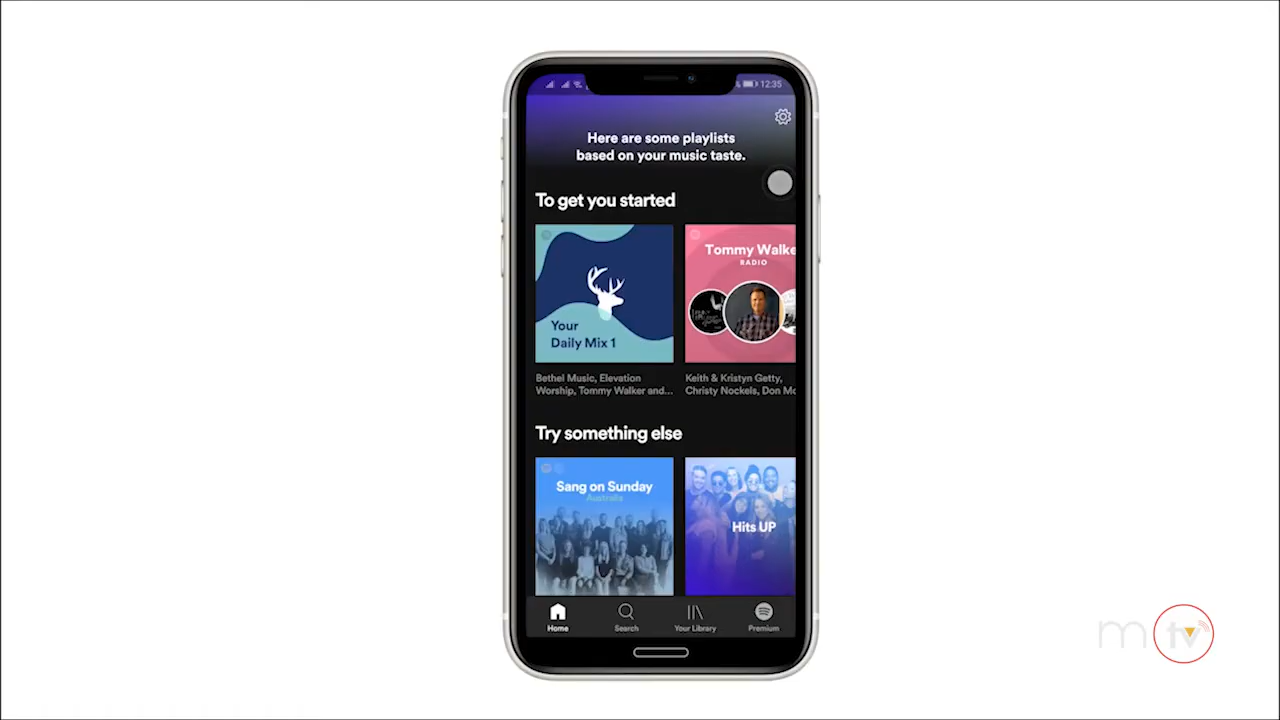 12:35
Here are some playlists
based on your music taste.
To get you started
Your
Daily Mix 1
Tommy Walke
RADIO
Bethel Music, Elevation
Worship, Tommy Walker and...
Keith & Kristyn Getty,
Christy Nockels, Don Mo
Try something else
Sang on Sunday
Australia
Hits UP
Home
Search
Your Library
Premium
m tv